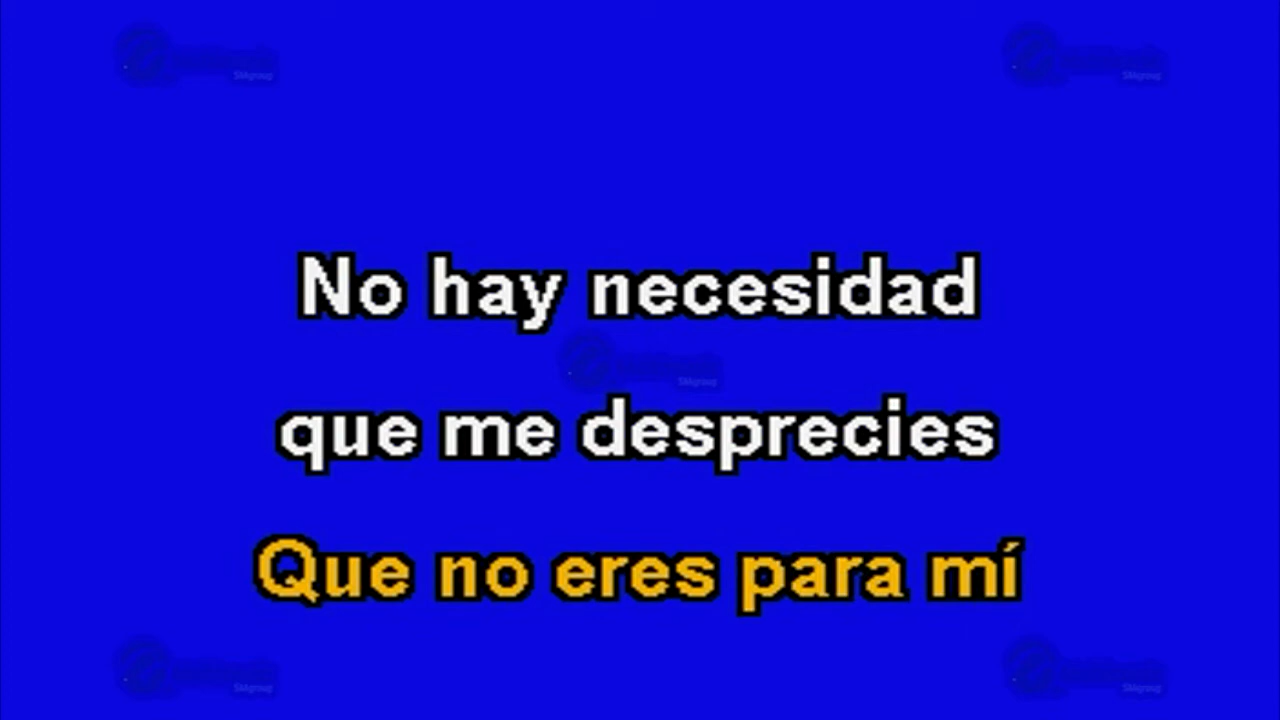 No hay necesidad
que me desprecies
Que no eres para mí